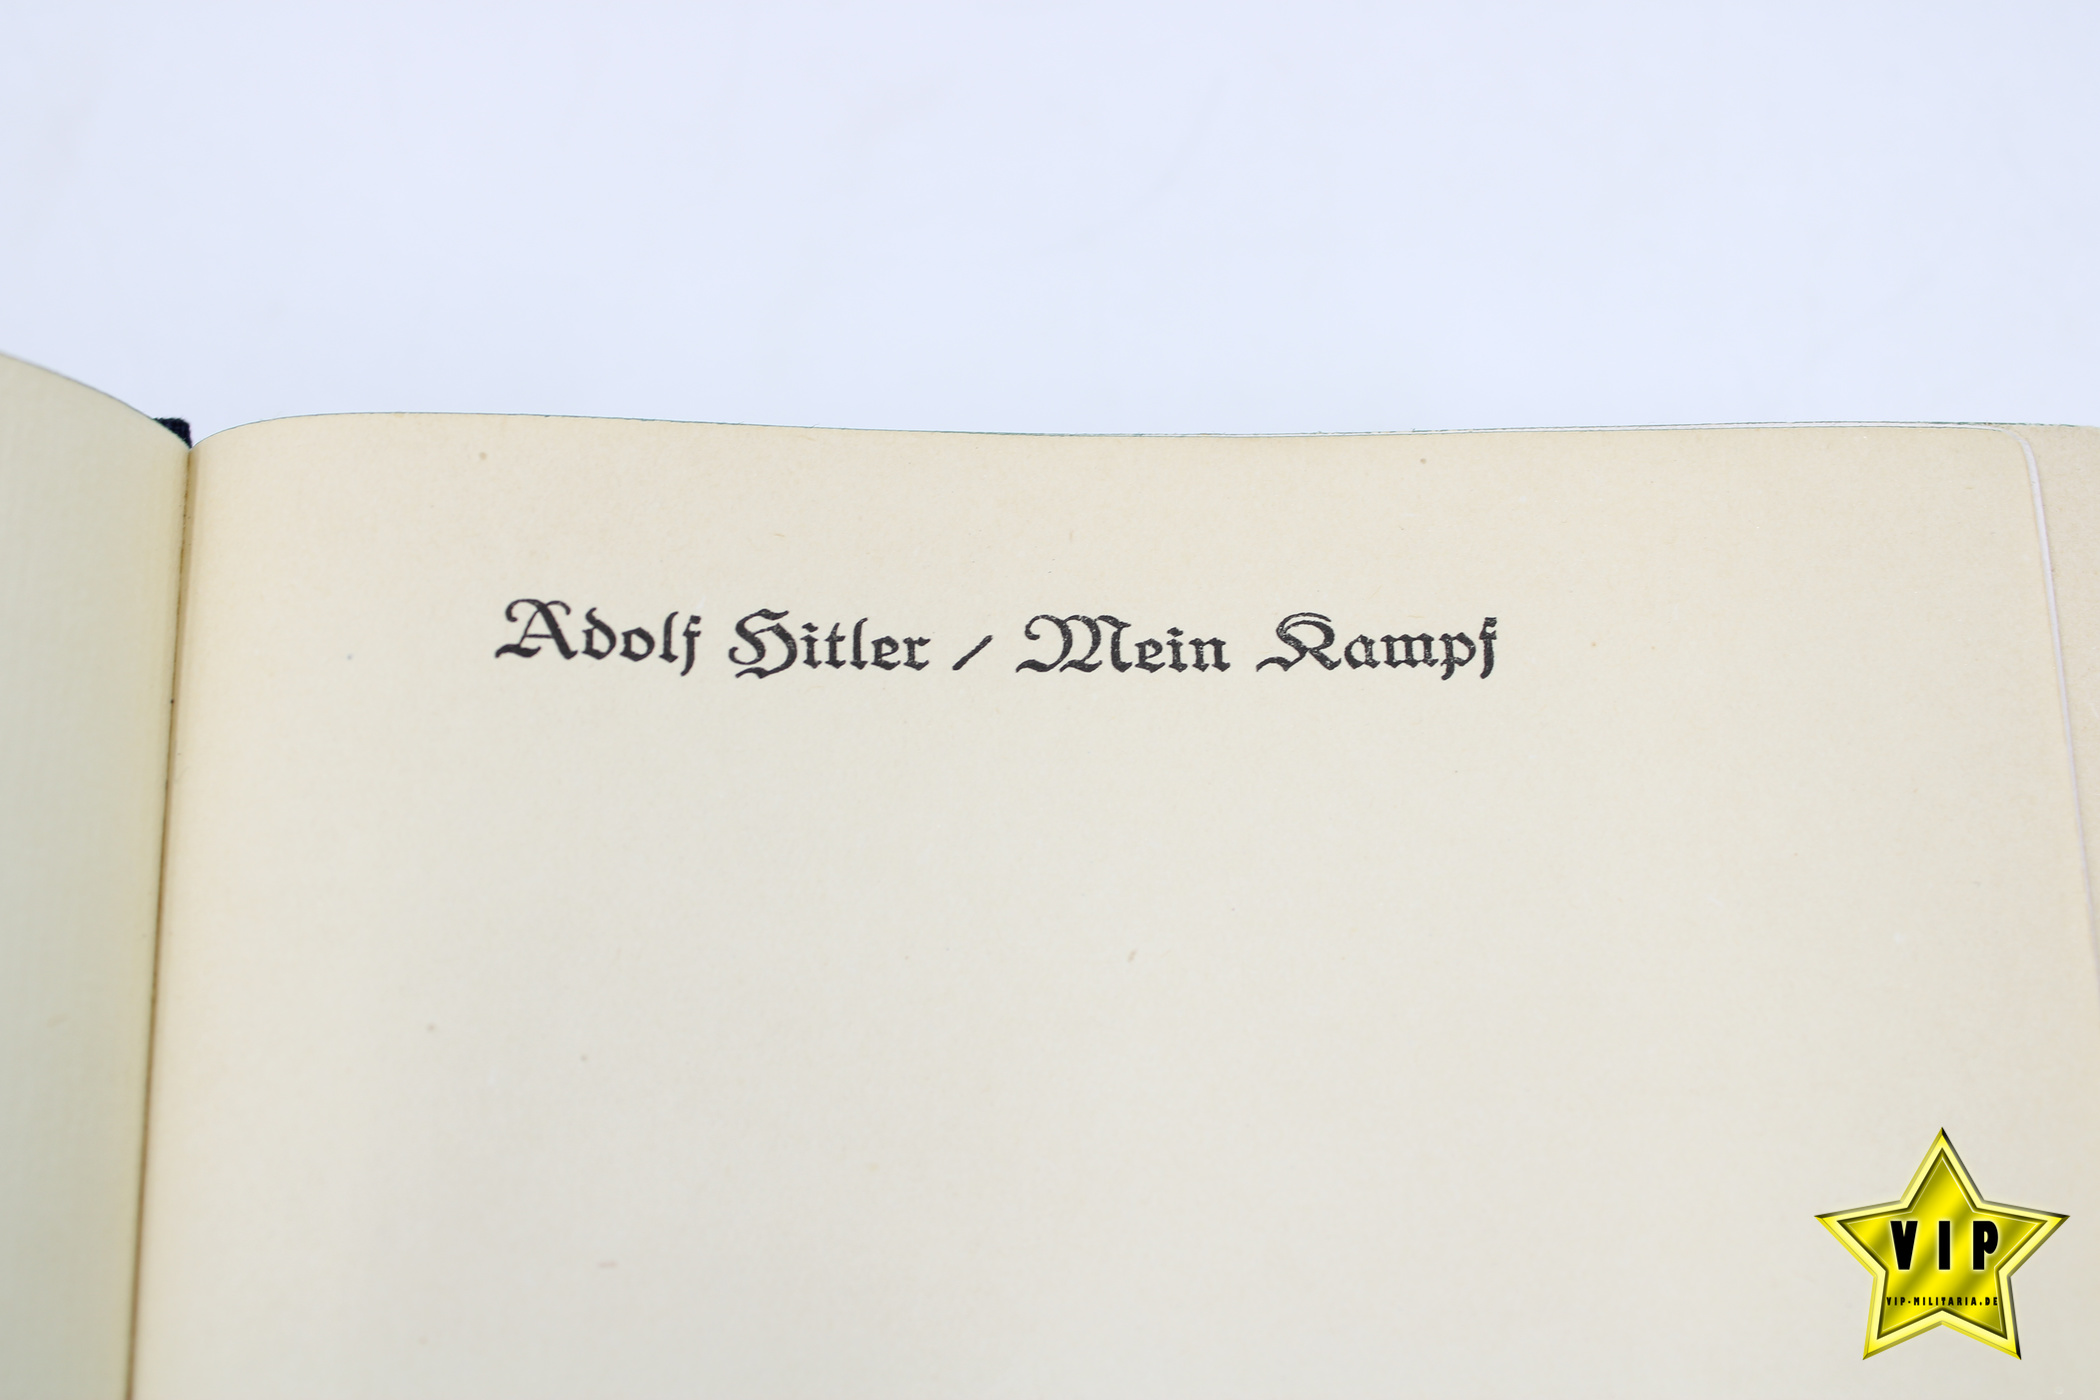 Adolf Hitler / Mein Kampf
VIP
VIP-MILITARIA.DE